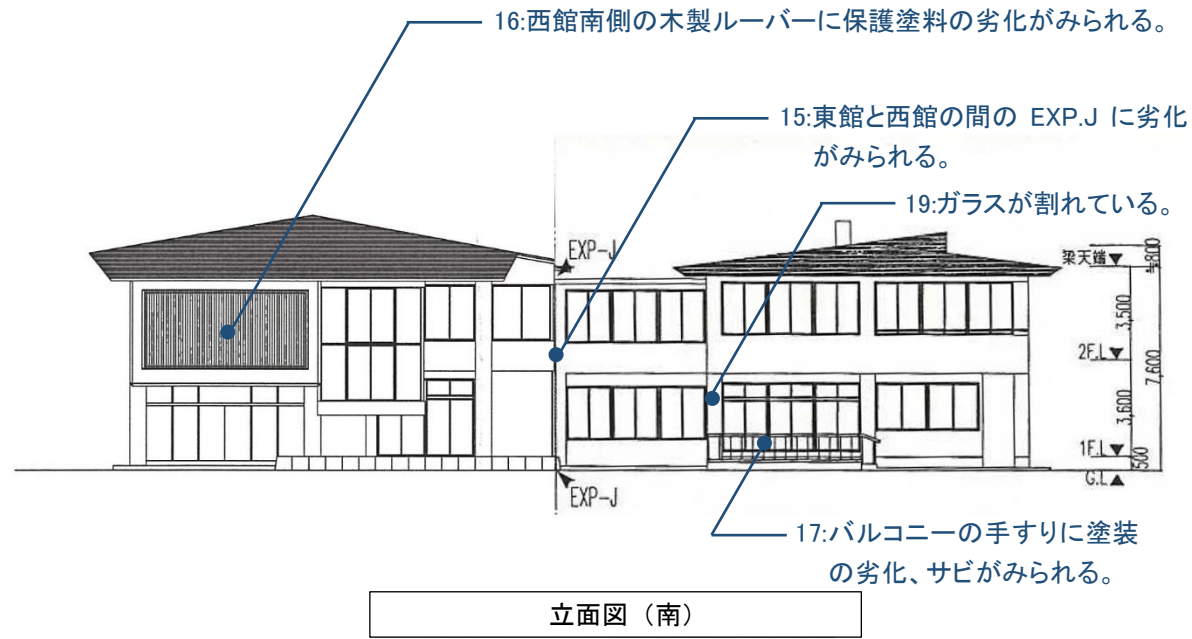 16:西館南側の木製ルーバーに保護塗料の劣化がみられる。
15:東館と西館の間の EXP.J に劣化
がみられる。
19:ガラスが割れている。
EXP-J
梁天端▼
≒800
3,500
2F.L▼
7,600
3,600
1F.L▼
500
G.L▲
EXP-J
17:バルコニーの手すりに塗装
の劣化、サビがみられる。
立面図（南）